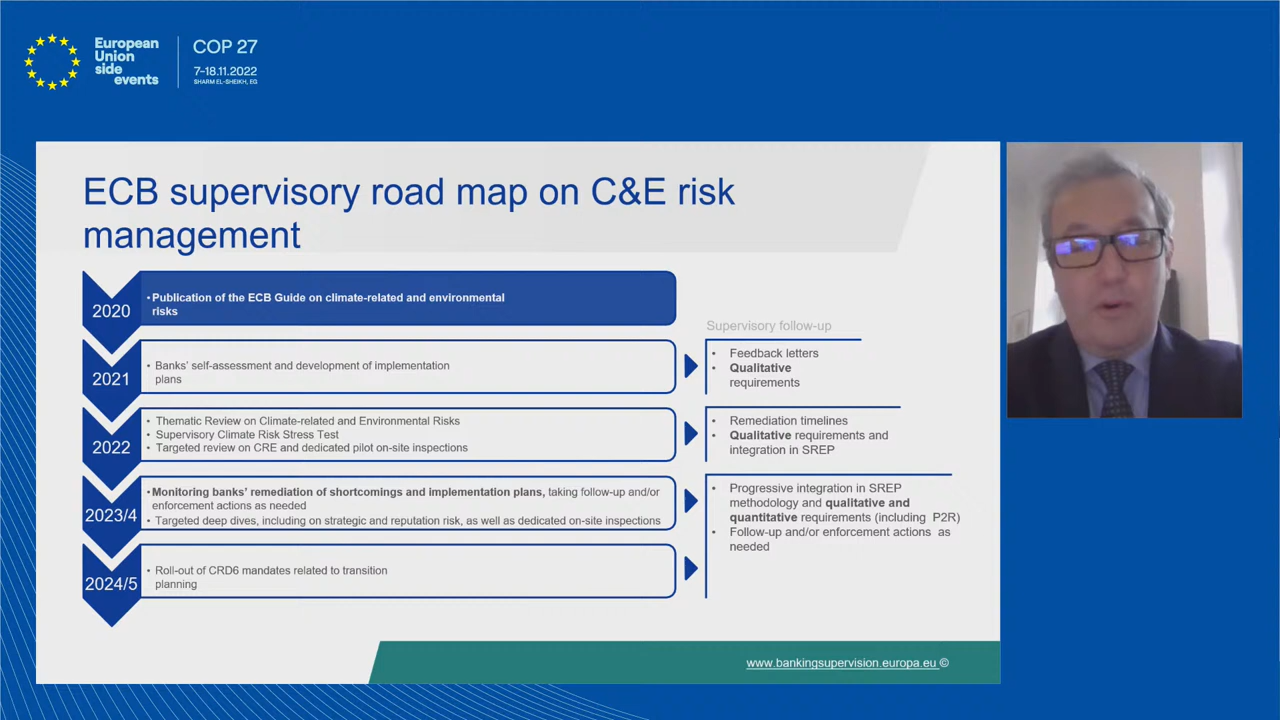 European
Union
side
events
COP 27
7-18.11.2022
SHARM EL-SHEIKH, EG
ECB supervisory road map on C&E risk
management
2020
•Publication of the ECB Guide on climate-related and environmental
risks
Supervisory follow-up
2021
• Banks' self-assessment and development of implementation
plans
• Feedback letters
• Qualitative
requirements
2022
• Thematic Review on Climate-related and Environmental Risks
• Supervisory Climate Risk Stress Test
• Targeted review on CRE and dedicated pilot on-site inspections
• Remediation timelines
• Qualitative requirements and
integration in SREP
2023/4
•Monitoring banks' remediation of shortcomings and implementation plans, taking follow-up and/or
enforcement actions as needed
• Targeted deep dives, including on strategic and reputation risk, as well as dedicated on-site inspections
• Progressive integration in SREP
methodology and qualitative and
quantitative requirements (including P2R)
• Follow-up and/or enforcement actions as
needed
2024/5
• Roll-out of CRD6 mandates related to transition
planning
www.bankingsupervision.europa.eu ©